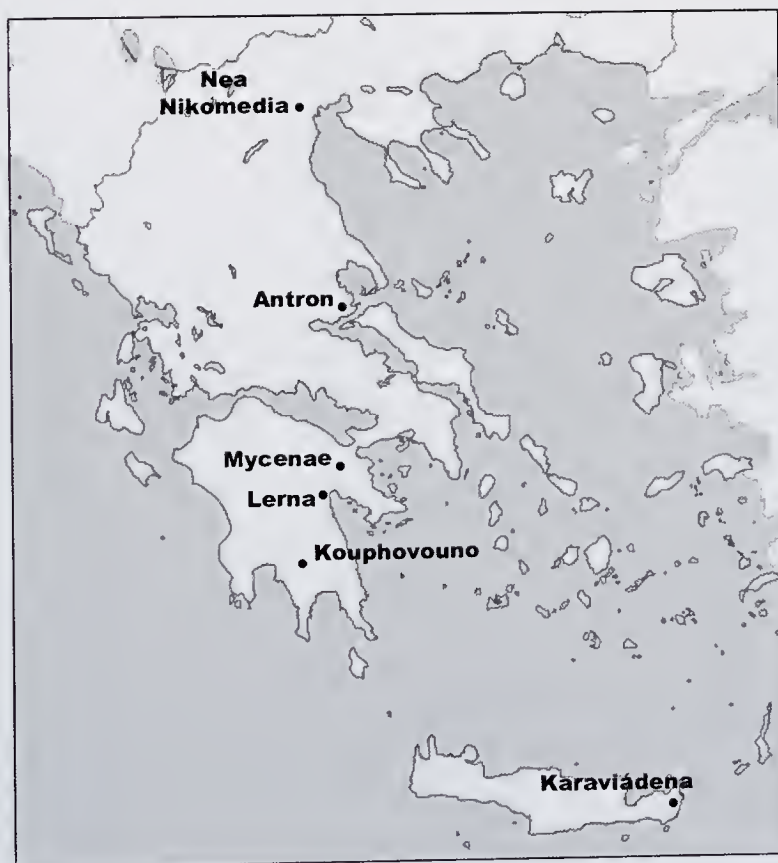 Nea
Nikomedia
Antron
Mycenae
Lerna
Kouphovouno
Karaviádena